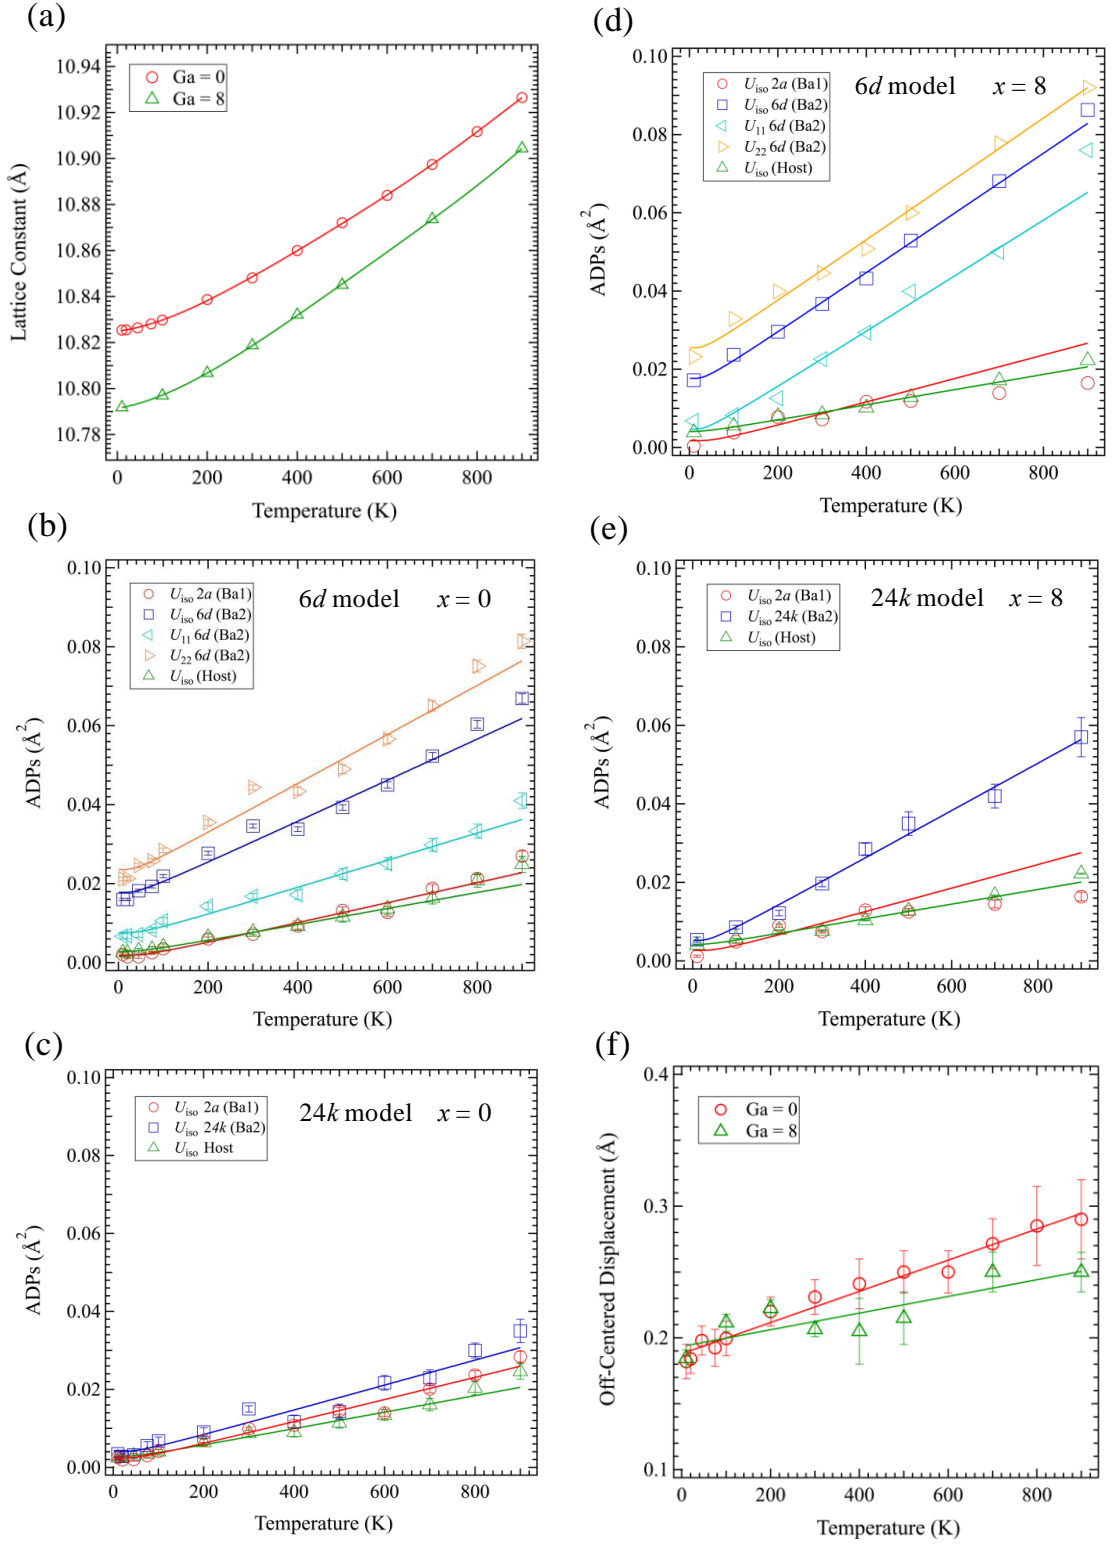 (a)
10.94
10.92
10.90
10.88
10.86
10.84
10.82
10.80
10.78
Lattice Constant (Å)
Ga = 0
Ga = 8
0 200 400 600 800
Temperature (K)
(d)
0.10
0.08
0.06
0.04
0.02
0.00
ADPs (Å2)
Uiso 2a (Ba1)
Uiso 6d (Ba2)
U11 6d (Ba2)
U22 6d (Ba2)
Uiso (Host)
6d model x = 8
0 200 400 600 800
Temperature (K)
(b)
0.10
0.08
0.06
0.04
0.02
0.00
ADPs (Å2)
Uiso 2a (Ba1)
Uiso 6d (Ba2)
U11 6d (Ba2)
U22 6d (Ba2)
Uiso (Host)
6d model x = 0
0 200 400 600 800
Temperature (K)
(e)
0.10
0.08
0.06
0.04
0.02
0.00
ADPs (Å2)
Uiso 2a (Ba1)
Uiso 24k (Ba2)
Uiso (Host)
24k model x = 8
0 200 400 600 800
Temperature (K)
(c)
0.10
0.08
0.06
0.04
0.02
0.00
ADPs (Å2)
Uiso 2a (Ba1)
Uiso 24k (Ba2)
Uiso Host
24k model x = 0
0 200 400 600 800
Temperature (K)
(f)
0.4
0.3
0.2
0.1
Off-Centered Displacement (Å)
Ga = 0
Ga = 8
0 200 400 600 800
Temperature (K)